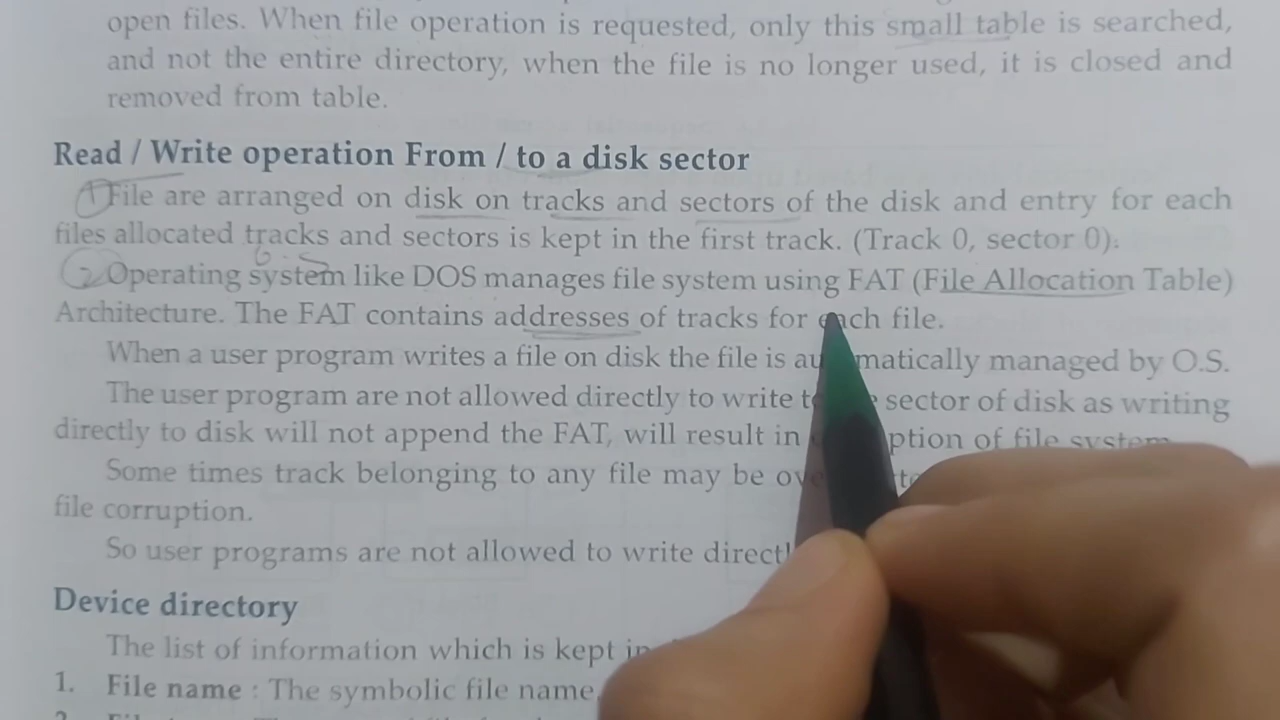 open files. When file operation is requested, only this small table is searched,
and not the entire directory, when the file is no longer used, it is closed and
removed from table.
Read / Write operation From / to a disk sector
1 File are arranged on disk on tracks and sectors of the disk and entry for each
files allocated tracks and sectors is kept in the first track. (Track 0, sector 0).
2 Operating system like DOS manages file system using FAT (File Allocation Table)
Architecture. The FAT contains addresses of tracks for each file.
When a user program writes a file on disk the file is automatically managed by O.S.
The user program are not allowed directly to write sector of disk as writing
directly to disk will not append the FAT, will result in of file system
Some times track belonging to any file may be
file corruption.
So user programs are not allowed to write
Device directory
The list of information which is kept in
1. File name : The symbolic file name